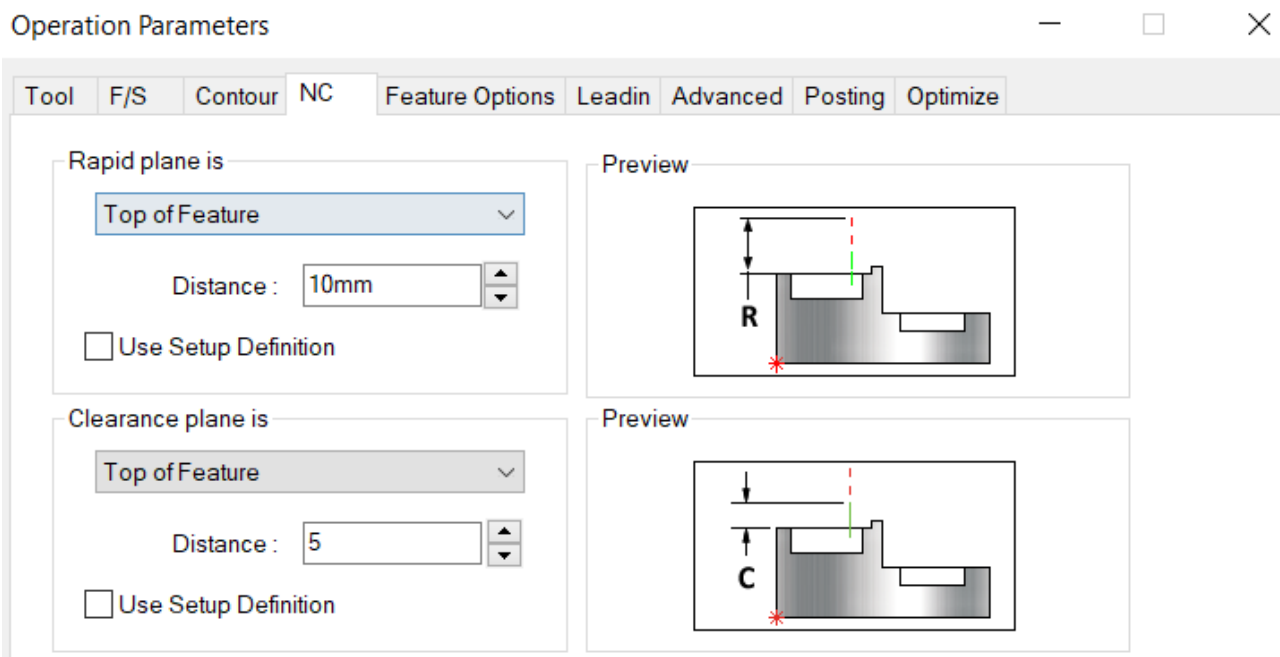 Operation Parameters
Tool F/S Contour NC Feature Options Leadin Advanced Posting Optimize
Rapid plane is
Top of Feature
Distance : 10mm
Use Setup Definition
Preview
R
Clearance plane is
Top of Feature
Distance : 5
Use Setup Definition
Preview
C